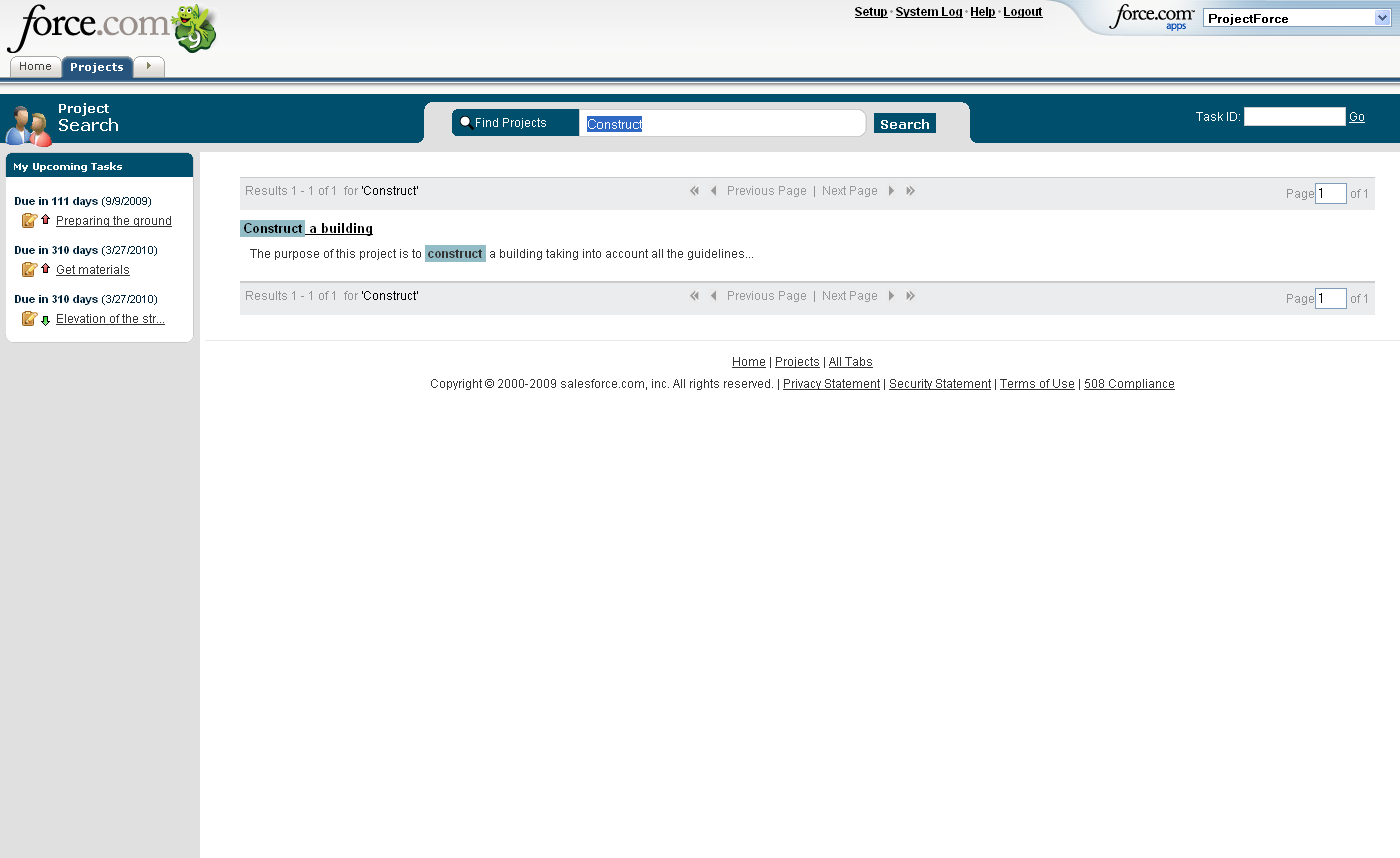 force.com 9
Setup · System Log · Help · Logout
force.com apps
ProjectForce
Home
Projects
Project
Search
Find Projects
Construct
Search
Task ID:
Go
My Upcoming Tasks
Due in 111 days (9/9/2009)
Preparing the ground
Due in 310 days (3/27/2010)
Get materials
Due in 310 days (3/27/2010)
Elevation of the str...
Results 1 - 1 of 1 for 'Construct'
Previous Page | Next Page
Page 1 of 1
Construct a building
The purpose of this project is to construct a building taking into account all the guidelines...
Results 1 - 1 of 1 for 'Construct'
Previous Page | Next Page
Page 1 of 1
Home | Projects | All Tabs
Copyright © 2000-2009 salesforce.com, inc. All rights reserved. | Privacy Statement | Security Statement | Terms of Use | 508 Compliance